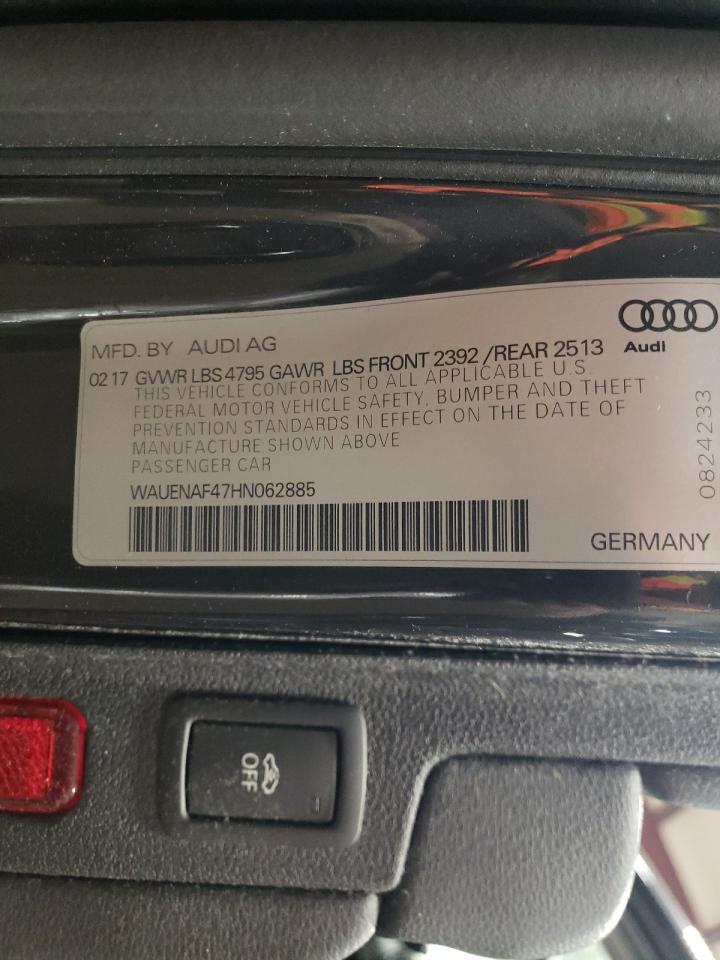 MFD. BY AUDI AG
Audi
02 17 GVWR LBS 4795 GAWR LBS FRONT 2392 /REAR 2513
THIS VEHICLE CONFORMS TO ALL APPLICABLE U.S.
FEDERAL MOTOR VEHICLE SAFETY, BUMPER AND THEFT
PREVENTION STANDARDS IN EFFECT ON THE DATE OF
MANUFACTURE SHOWN ABOVE
PASSENGER CAR
WAUENAF47HN062885
GERMANY
0824233
OFF